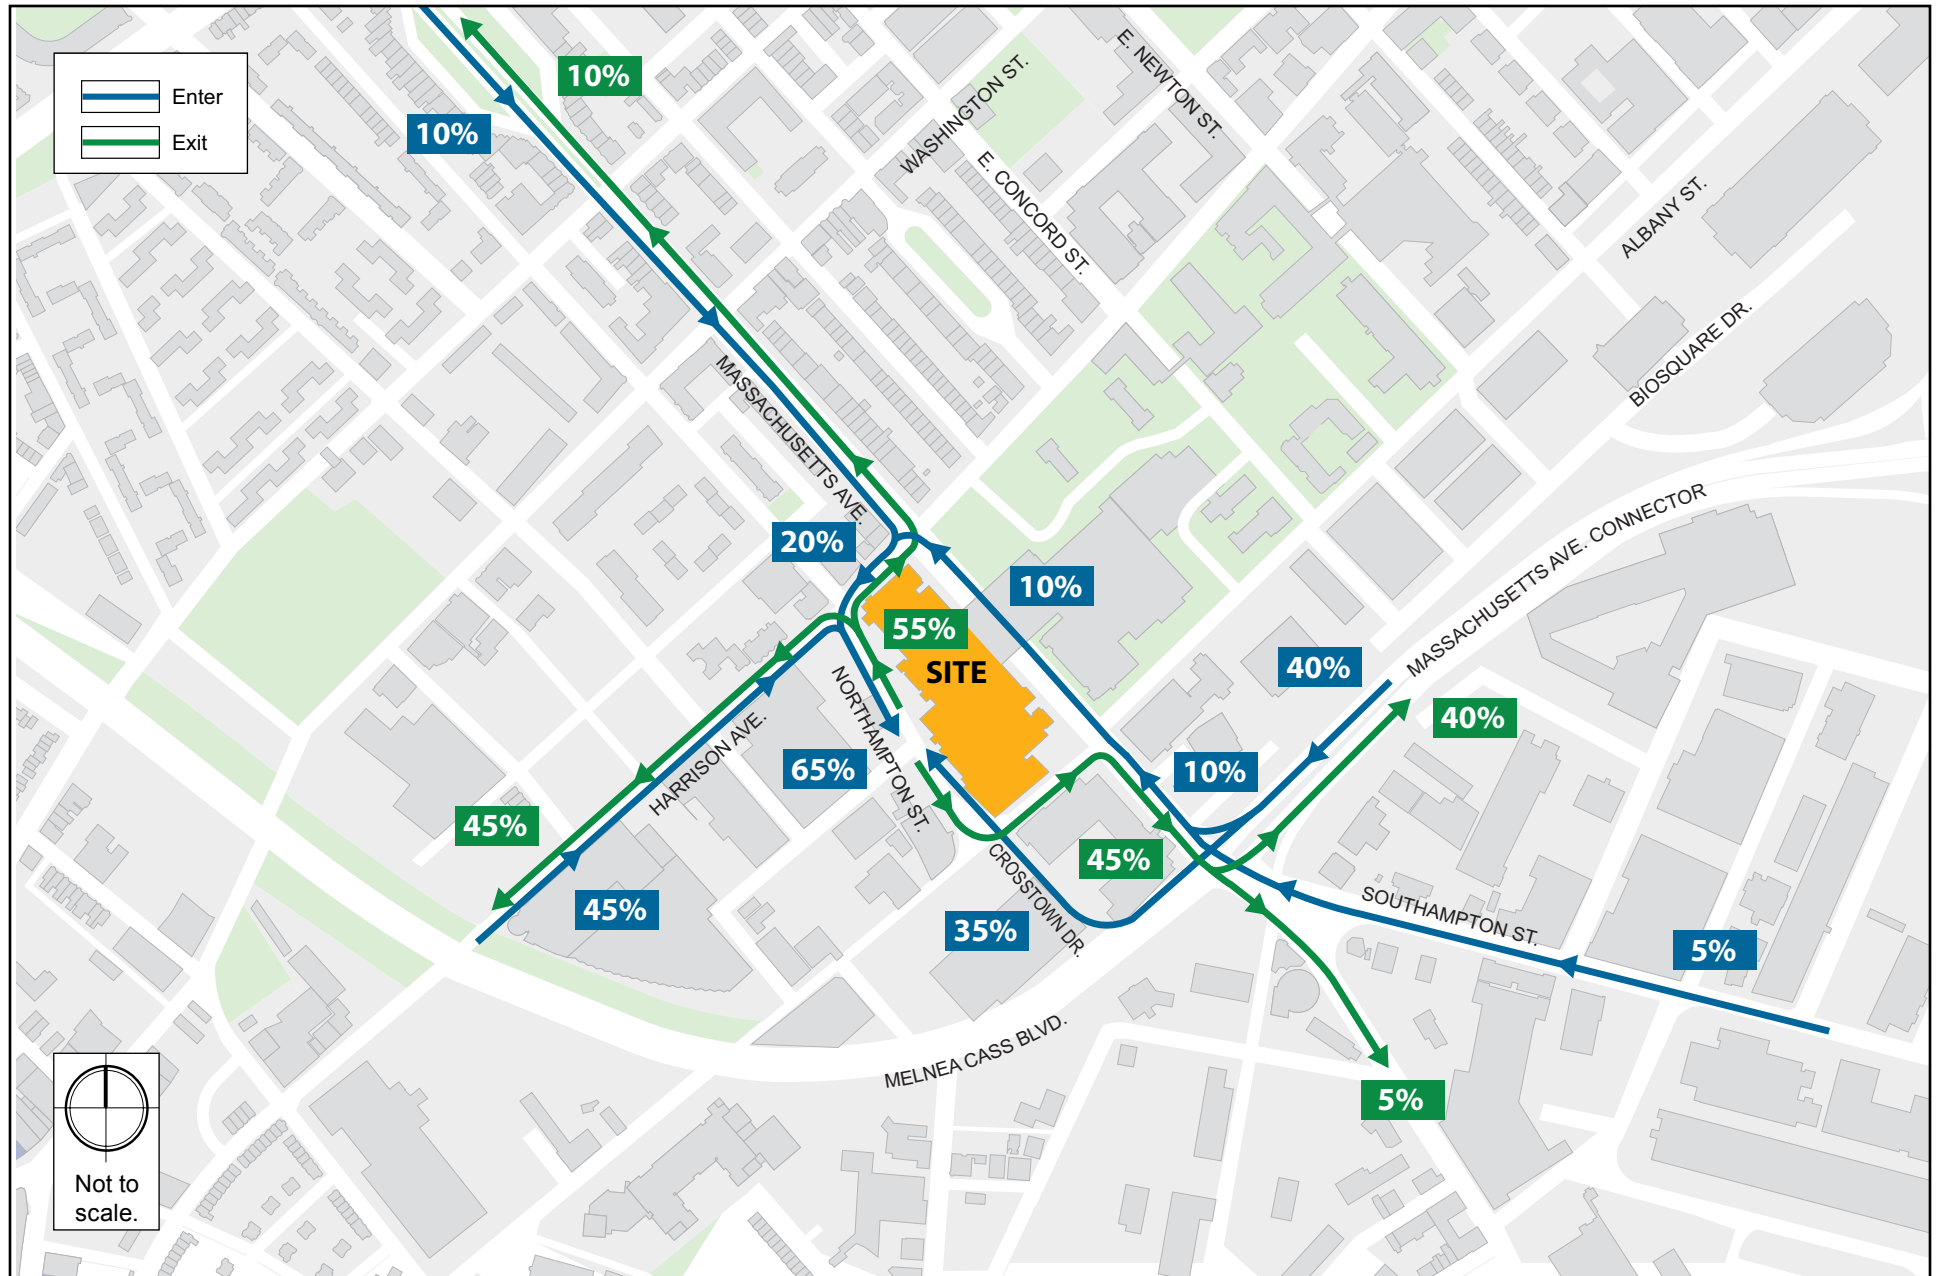 Enter
Exit
10%
10%
WASHINGTON ST.
E. NEWTON ST.
E. CONCORD ST.
ALBANY ST.
BIOSQUARE DR.
MASSACHUSETTS AVE.
MASSACHUSETTS AVE. CONNECTOR
20%
10%
55%
SITE
40%
40%
NORTHAMPTON ST.
HARRISON AVE.
65%
10%
45%
45%
45%
35%
CROSSTOWN DR.
SOUTHAMPTON ST.
5%
MELNEA CASS BLVD.
5%
Not to
scale.